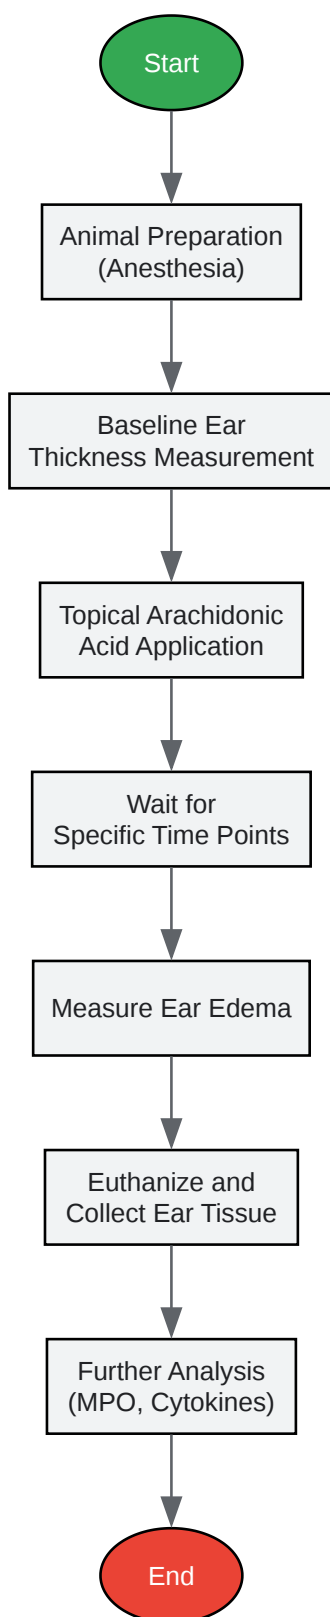 Start
Animal Preparation
(Anesthesia)
Baseline Ear
Thickness Measurement
Topical Arachidonic
Acid Application
Wait for
Specific Time Points
Measure Ear Edema
Euthanize and
Collect Ear Tissue
Further Analysis
(MPO, Cytokines)
End